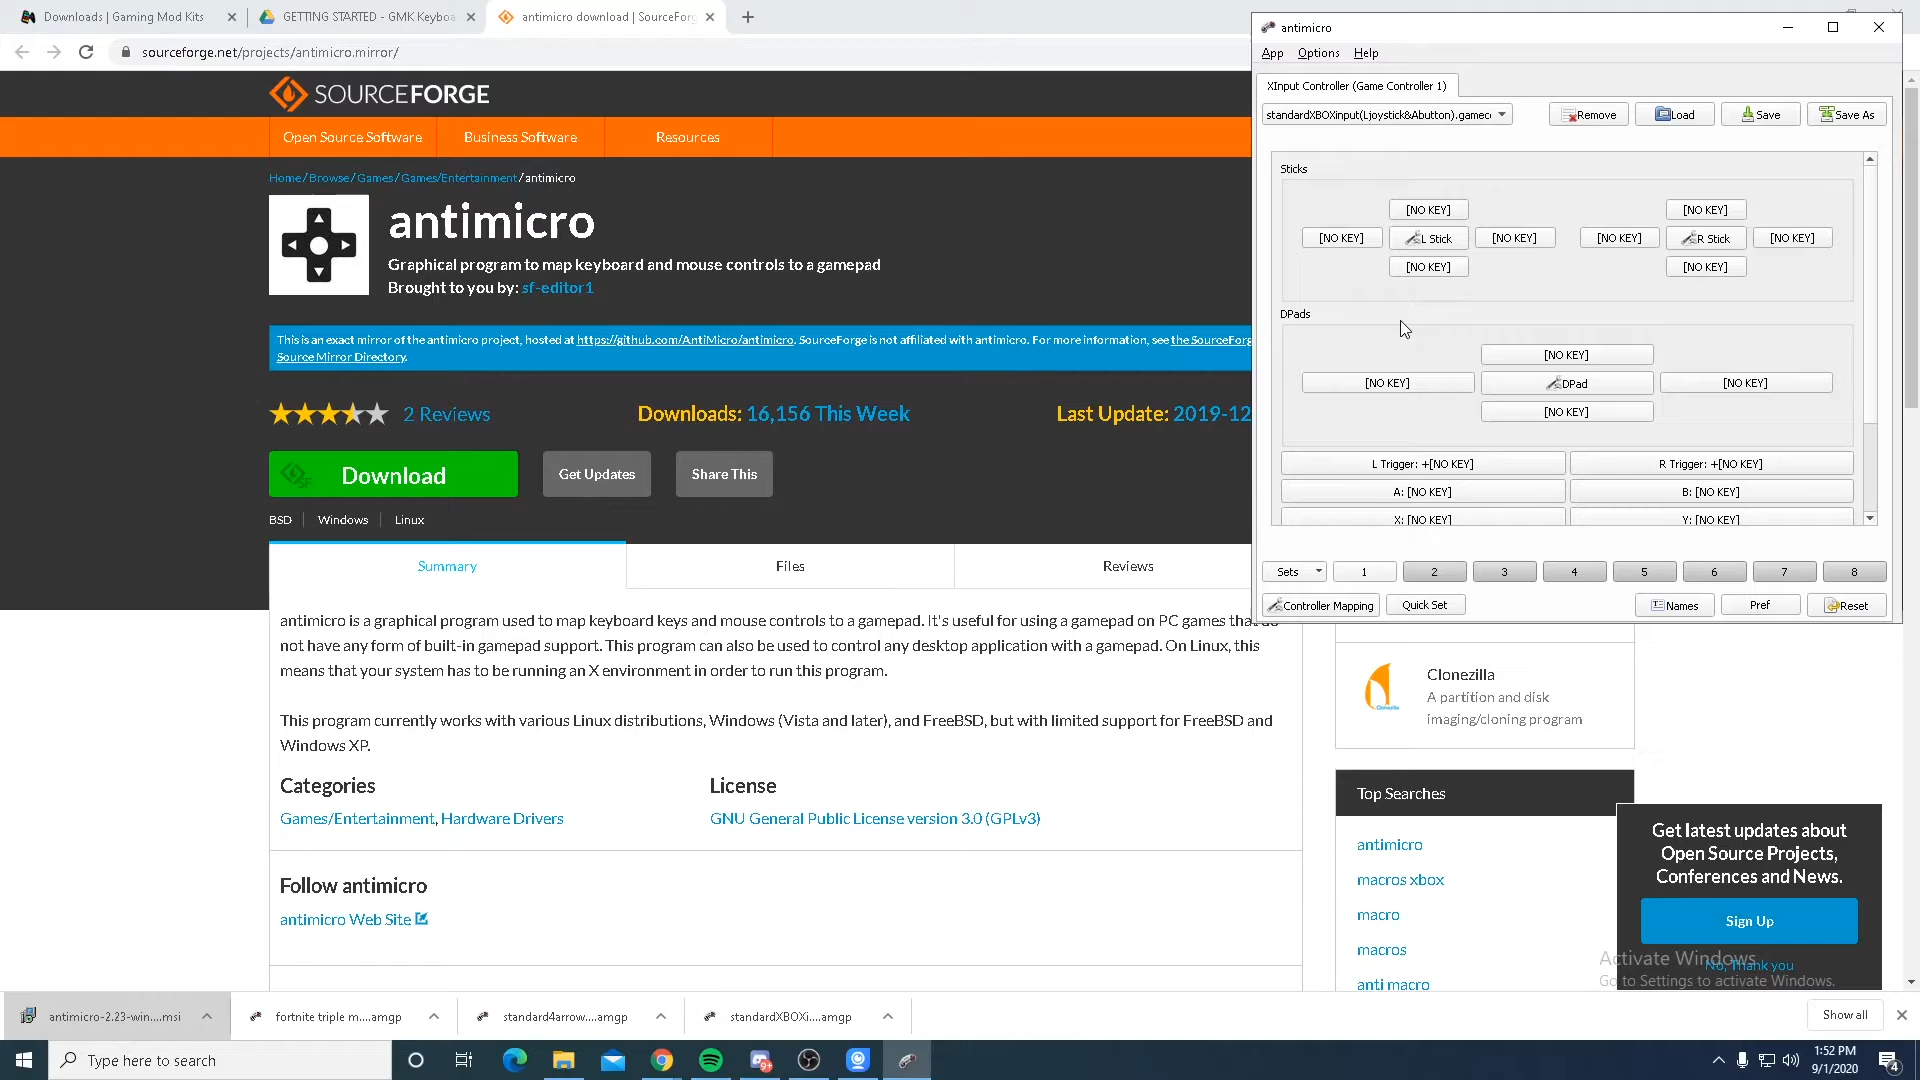 Downloads | Gaming Mod Kits
GETTING STARTED - GMK Keybo
antimicro download | SourceFor
sourceforge.net/projects/antimicro.mirror/
SOURCEFORGE
Open Source Software
Business Software
Resources
Home / Browse / Games / Games/Entertainment / antimicro
antimicro
Graphical program to map keyboard and mouse controls to a gamepad
Brought to you by: sf-editor1
This is an exact mirror of the antimicro project, hosted at https://github.com/AntiMicro/antimicro. SourceForge is not affiliated with antimicro. For more information, see the SourceForg
Source Mirror Directory.
2 Reviews
Downloads: 16,156 This Week
Last Update: 2019-12
Download
Get Updates
Share This
BSD
Windows
Linux
Summary
Files
Reviews
antimicro is a graphical program used to map keyboard keys and mouse controls to a gamepad. It's useful for using a gamepad on PC games that do
not have any form of built-in gamepad support. This program can also be used to control any desktop application with a gamepad. On Linux, this
means that your system has to be running an X environment in order to run this program.
This program currently works with various Linux distributions, Windows (Vista and later), and FreeBSD, but with limited support for FreeBSD and
Windows XP.
Categories
License
Games/Entertainment, Hardware Drivers
GNU General Public License version 3.0 (GPLv3)
Follow antimicro
antimicro Web Site
antimicro
App
Options
Help
XInput Controller (Game Controller 1)
standardXBOXinput(Ljoystick&Abutton).gamec
Remove
Load
Save
Save As
Sticks
[NO KEY]
[NO KEY]
[NO KEY]
L Stick
[NO KEY]
[NO KEY]
R Stick
[NO KEY]
[NO KEY]
[NO KEY]
DPads
[NO KEY]
[NO KEY]
DPad
[NO KEY]
[NO KEY]
L Trigger: +[NO KEY]
R Trigger: +[NO KEY]
A: [NO KEY]
B: [NO KEY]
X: [NO KEY]
Y: [NO KEY]
Sets
1
2
3
4
5
6
7
8
Controller Mapping
Quick Set
Names
Pref
Reset
Clonezilla
Clonezilla
A partition and disk
imaging/cloning program
Top Searches
antimicro
macros xbox
macro
macros
anti macro
Get latest updates about
Open Source Projects,
Conferences and News.
Sign Up
No, Thank you
Activate Windows
Go to Settings to activate Windows.
antimicro-2.23-win....msi
fortnite triple m....amgp
standard4arrow....amgp
standardXBOXi....amgp
Show all
Type here to search
1:52 PM
9/1/2020
4